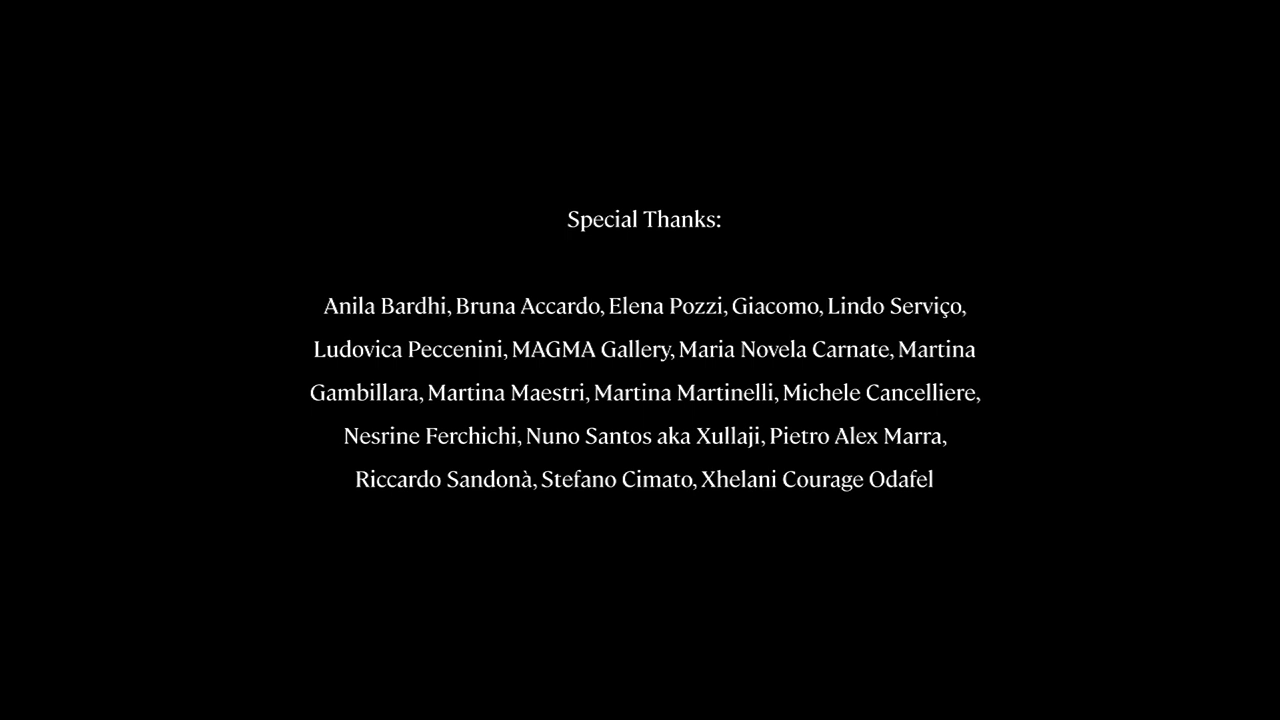 Special Thanks:
Anila Bardhi, Bruna Accardo, Elena Pozzi, Giacomo, Lindo Serviço,
Ludovica Peccenini, MAGMA Gallery, Maria Novela Carnate, Martina
Gambillara, Martina Maestri, Martina Martinelli, Michele Cancelliere,
Nesrine Ferchichi, Nuno Santos aka Xullaji, Pietro Alex Marra,
Riccardo Sandonà, Stefano Cimato, Xhelani Courage Odafel